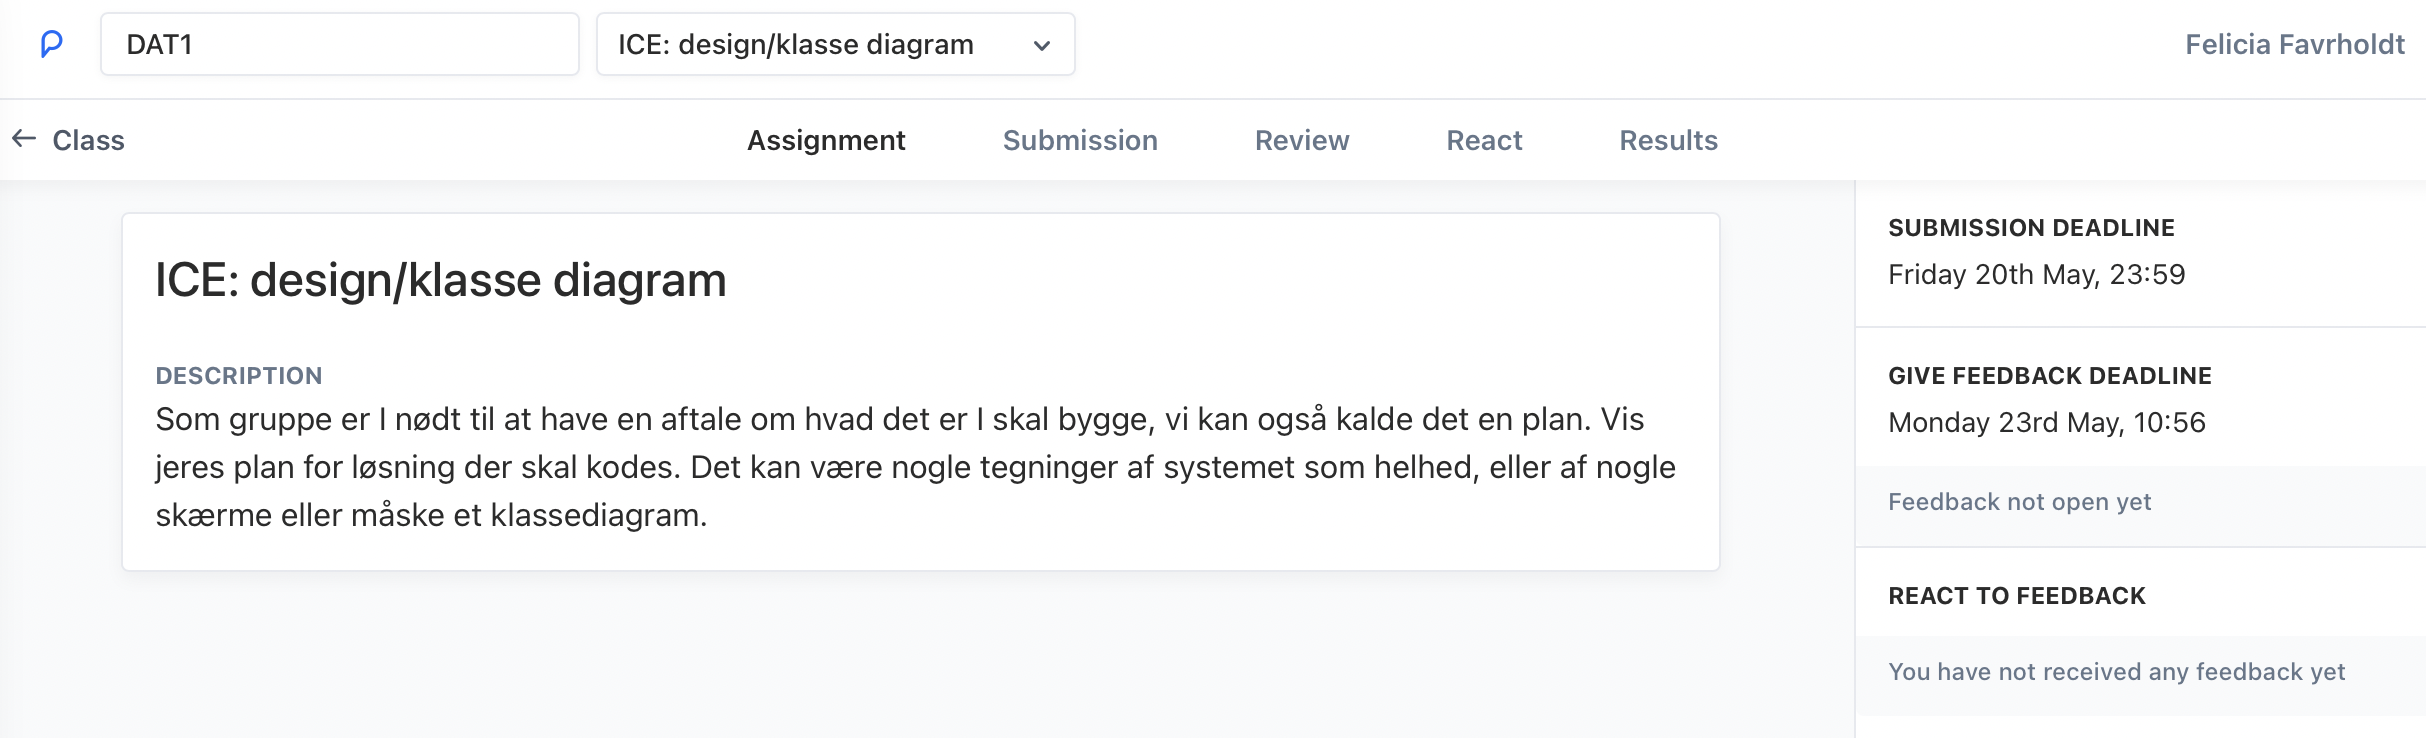 DAT1
ICE: design/klasse diagram
Felicia Favrholdt
← Class
Assignment
Submission
Review
React
Results
ICE: design/klasse diagram
DESCRIPTION
Som gruppe er I nødt til at have en aftale om hvad det er I skal bygge, vi kan også kalde det en plan. Vis
jeres plan for løsning der skal kodes. Det kan være nogle tegninger af systemet som helhed, eller af nogle
skærme eller måske et klassediagram.
SUBMISSION DEADLINE
Friday 20th May, 23:59
GIVE FEEDBACK DEADLINE
Monday 23rd May, 10:56
Feedback not open yet
REACT TO FEEDBACK
You have not received any feedback yet